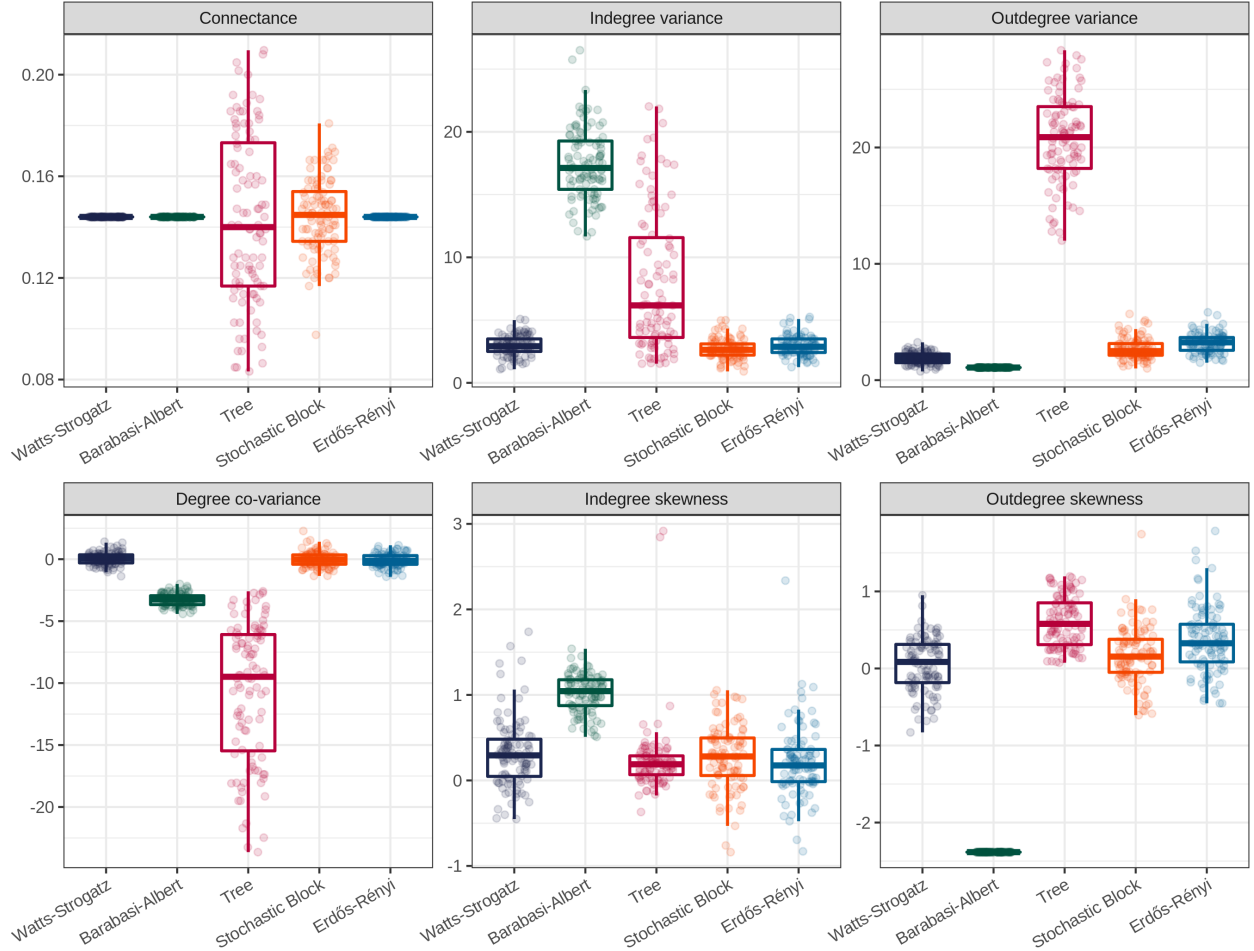 Connectance
Indegree variance
Outdegree variance
0.20
0.16
0.12
0.08
20
10
0
20
10
0
Watts-Strogatz
Barabasi-Albert
Tree
Stochastic Block
Erdős-Rényi
Watts-Strogatz
Barabasi-Albert
Tree
Stochastic Block
Erdős-Rényi
Watts-Strogatz
Barabasi-Albert
Tree
Stochastic Block
Erdős-Rényi
Degree co-variance
Indegree skewness
Outdegree skewness
0
-5
-10
-15
-20
3
2
1
0
-1
1
0
-1
-2
Watts-Strogatz
Barabasi-Albert
Tree
Stochastic Block
Erdős-Rényi
Watts-Strogatz
Barabasi-Albert
Tree
Stochastic Block
Erdős-Rényi
Watts-Strogatz
Barabasi-Albert
Tree
Stochastic Block
Erdős-Rényi